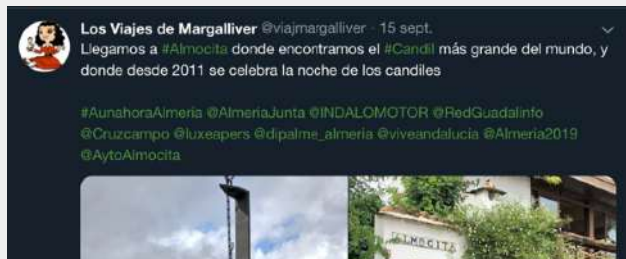 Los Viajes de Margalliver @viajmargalliver · 15 sept.
Llegamos a #Almocita donde encontramos el #Candil más grande del mundo, y
donde desde 2011 se celebra la noche de los candiles
#AunahoraAlmeria @AlmeriaJunta @INDALOMOTOR @RedGuadalinfo
@Cruzcampo @luxeapers @dipalme_almeria @viveandalucia @Almeria2019
@AytoAlmocita
ALMOCITA